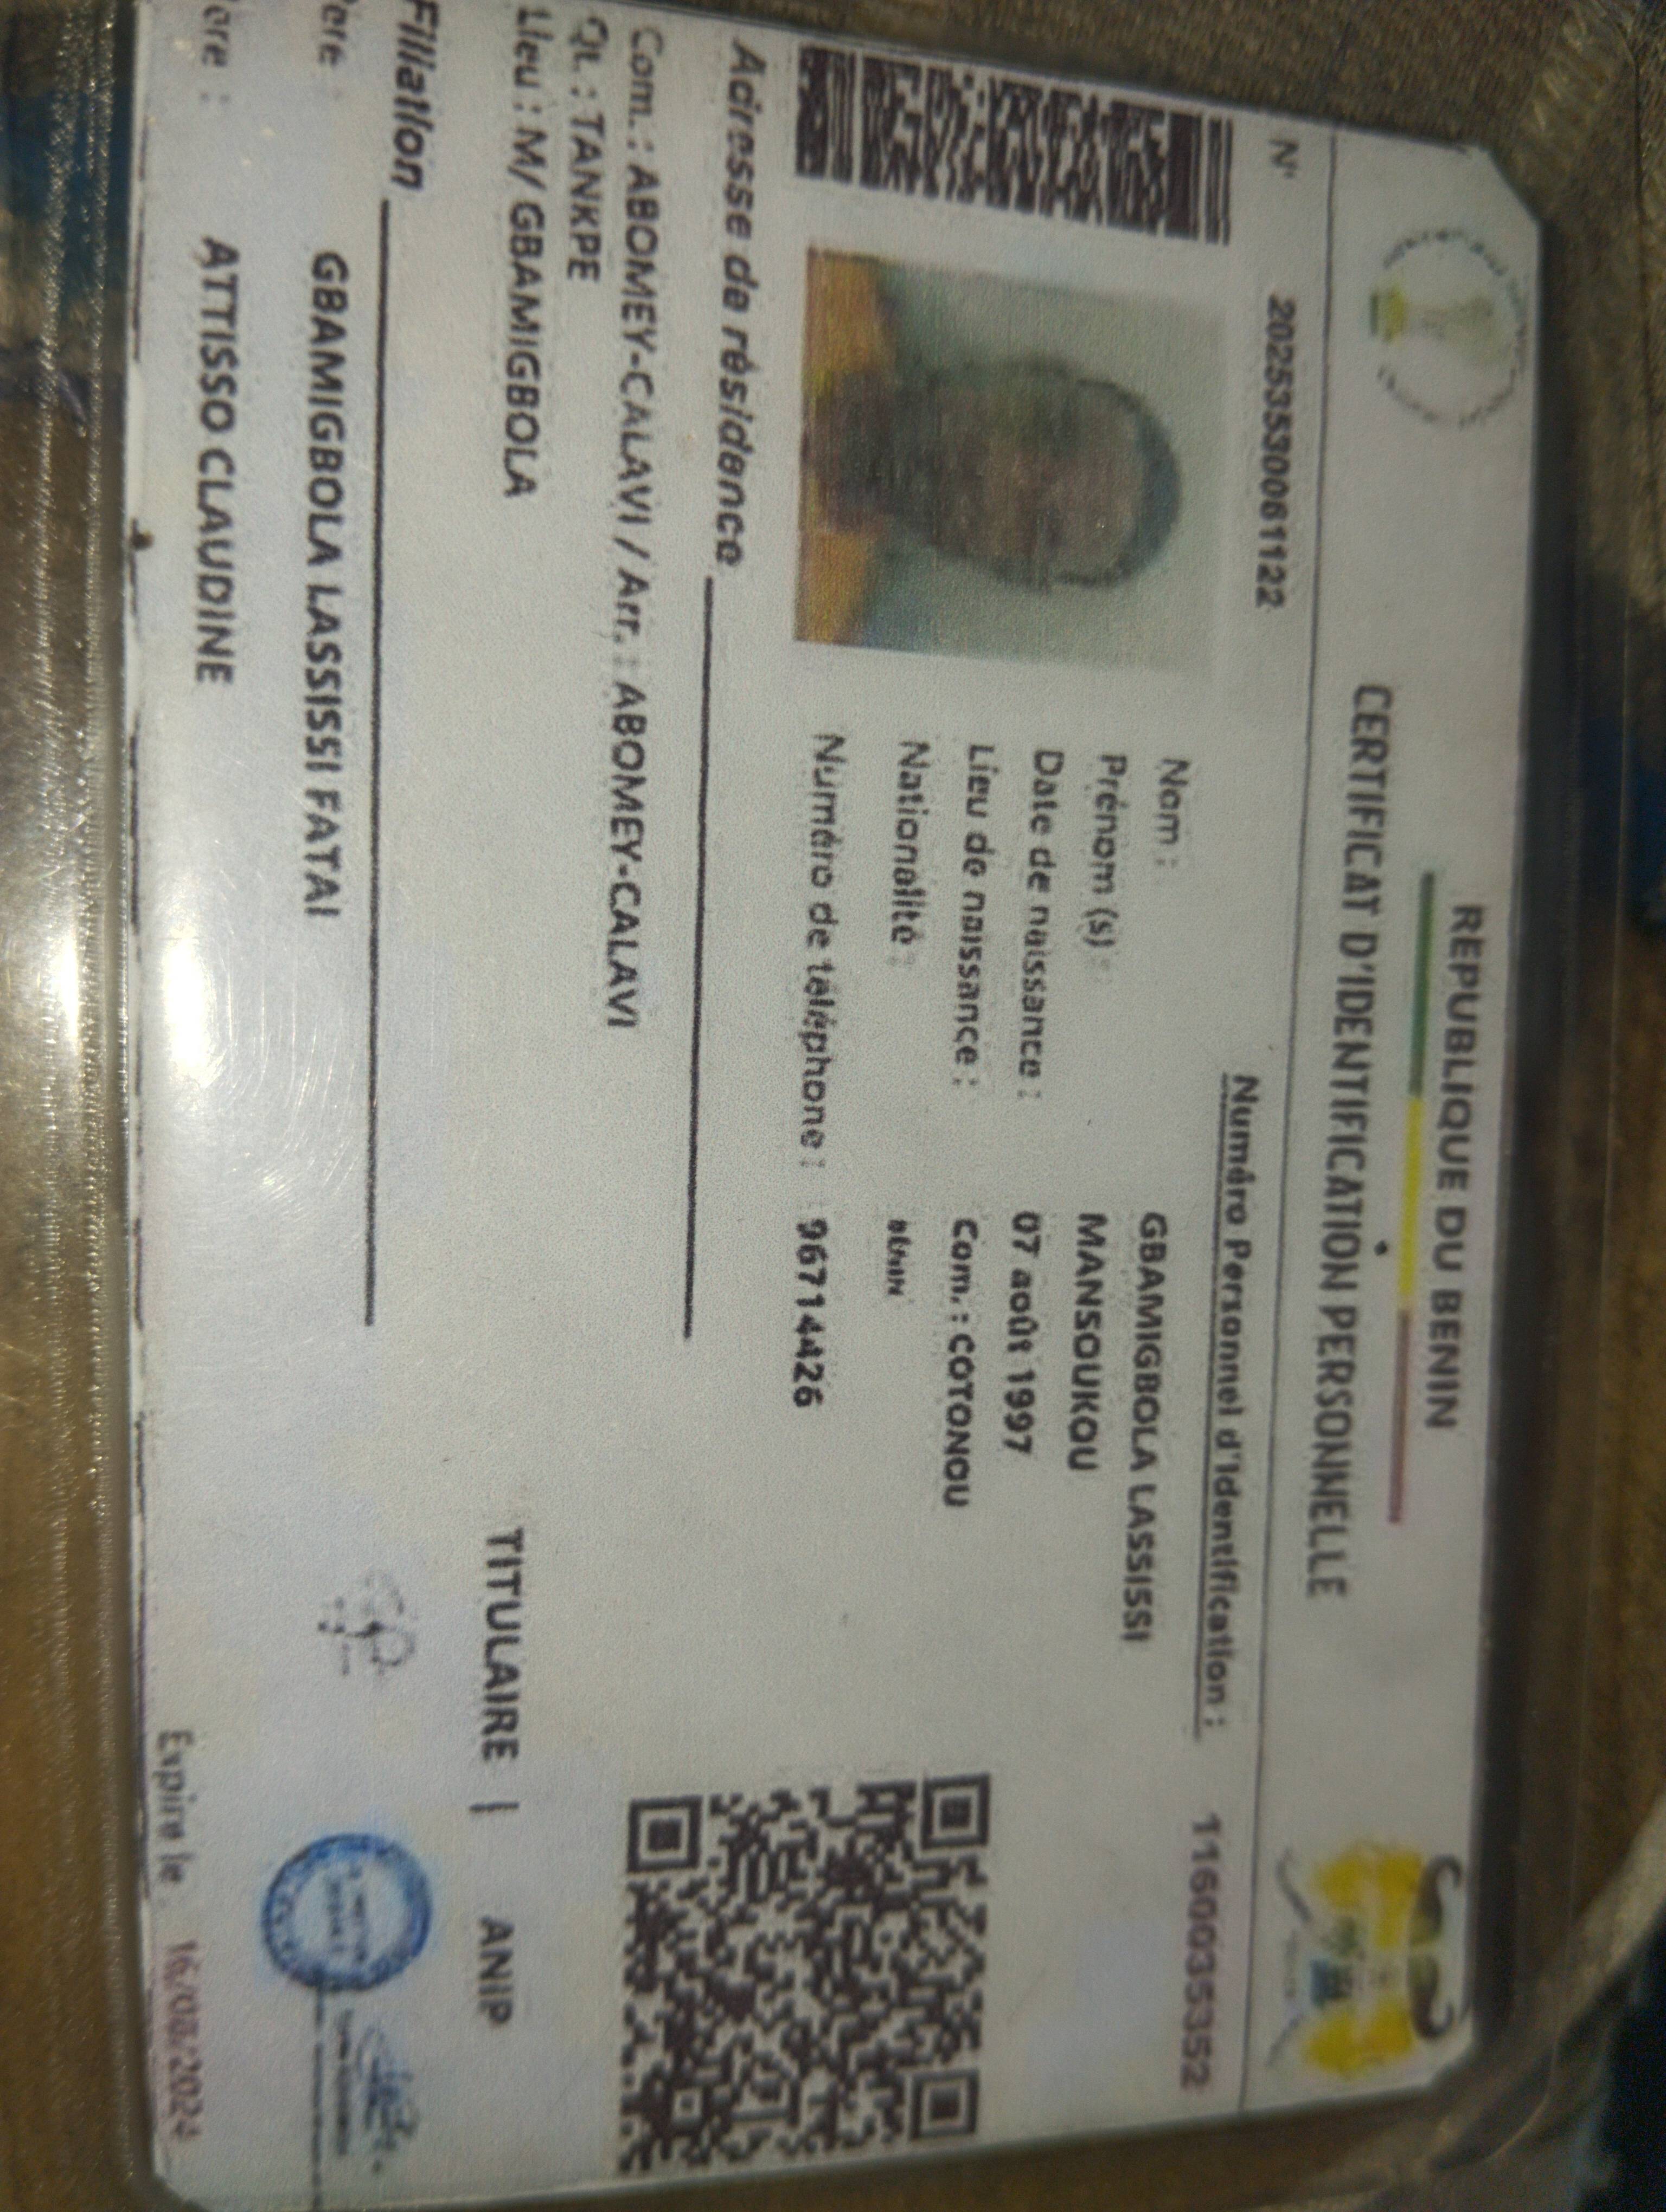 REPUBLIQUE DU BENIN
CERTIFICAT D'IDENTIFICATION PERSONNELLE
N° 20253530061122
Numéro Personnel d'Identification : 1160035352
Nom : GBAMIGBOLA LASSISSI
Prénom (s) : MANSOUKOU
Date de naissance : 07 août 1997
Lieu de naissance : Com. : COTONOU
Nationalité : BÉNIN
Numéro de téléphone : 96714426
Adresse de résidence
Com. : ABOMEY-CALAVI / Arr. : ABOMEY-CALAVI
Qt. : TANKPE
Lieu : M/ GBAMIGBOLA
TITULAIRE | ANIP
Filiation
GBAMIGBOLA LASSISSI FATAI
ATTISSO CLAUDINE
Expire le 16/08/2024